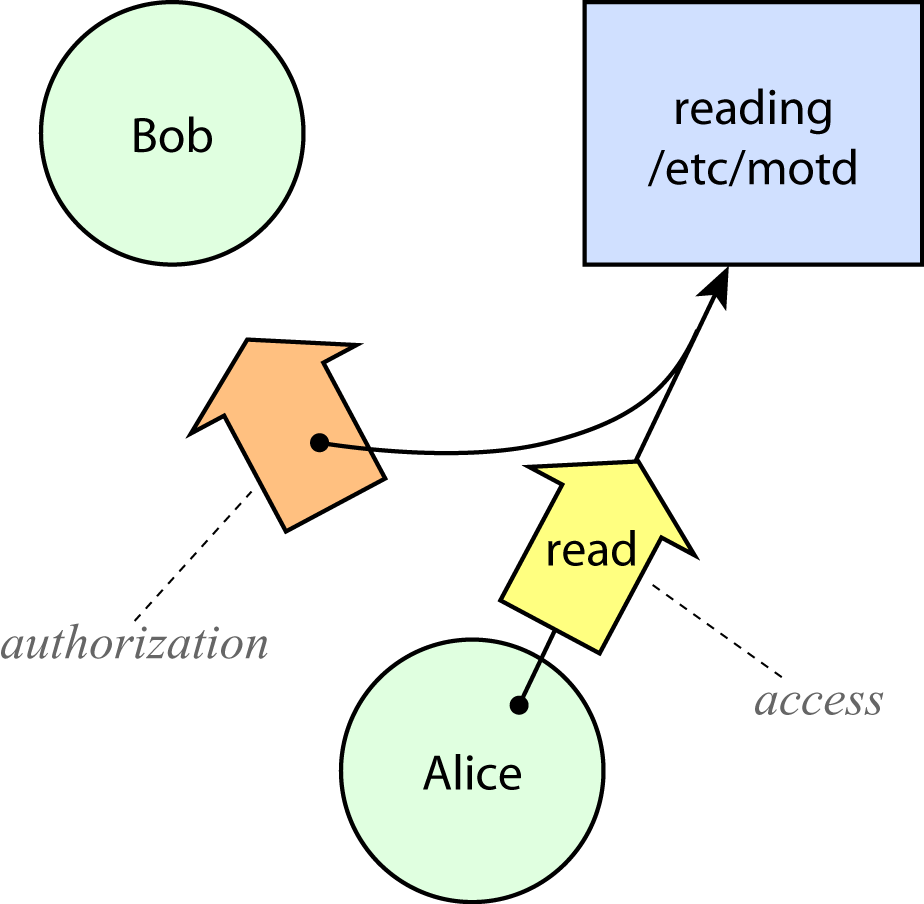 Bob
reading
/etc/motd
read
authorization
access
Alice